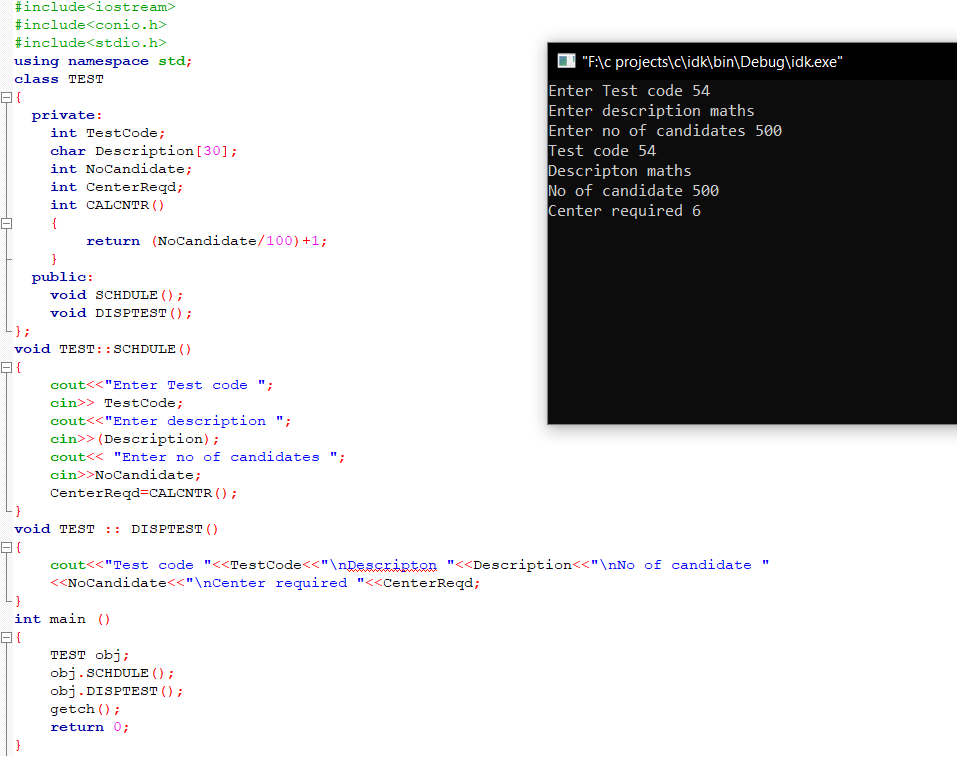 #include<iostream>
#include<conio.h>
#include<stdio.h>
using namespace std;
class TEST
{
private:
int TestCode;
char Description[30];
int NoCandidate;
int CenterReqd;
int CALCNTR()
{
return (NoCandidate/100)+1;
}
public:
void SCHDULE();
void DISPTEST();
};
void TEST::SCHDULE()
{
cout<<"Enter Test code ";
cin>> TestCode;
cout<<"Enter description ";
cin>>(Description);
cout<< "Enter no of candidates ";
cin>>NoCandidate;
CenterReqd=CALCNTR();
}
void TEST :: DISPTEST()
{
cout<<"Test code "<<TestCode<<"\nDescripton "<<Description<<"\nNo of candidate "
<<NoCandidate<<"\nCenter required "<<CenterReqd;
}
int main ()
{
TEST obj;
obj.SCHDULE();
obj.DISPTEST();
getch();
return 0;
}
"F:\c projects\c\idk\bin\Debug\idk.exe"
Enter Test code 54
Enter description maths
Enter no of candidates 500
Test code 54
Descripton maths
No of candidate 500
Center required 6